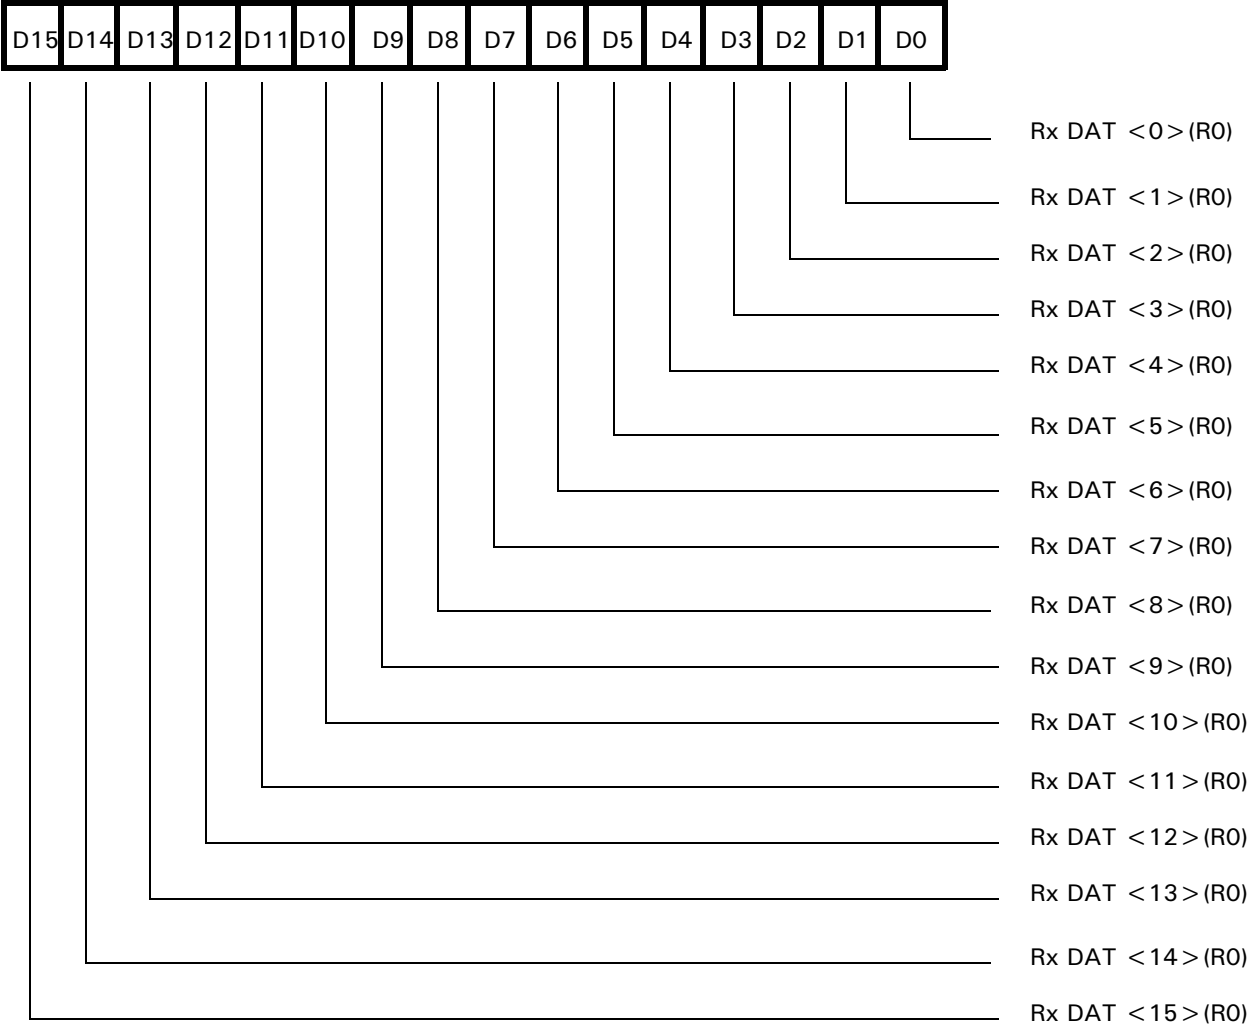 D15 D14 D13 D12 D11 D10 D9 D8 D7 D6 D5 D4 D3 D2 D1 D0
Rx DAT <0>(R0)
Rx DAT <1>(R0)
Rx DAT <2>(R0)
Rx DAT <3>(R0)
Rx DAT <4>(R0)
Rx DAT <5>(R0)
Rx DAT <6>(R0)
Rx DAT <7>(R0)
Rx DAT <8>(R0)
Rx DAT <9>(R0)
Rx DAT <10>(R0)
Rx DAT <11>(R0)
Rx DAT <12>(R0)
Rx DAT <13>(R0)
Rx DAT <14>(R0)
Rx DAT <15>(R0)